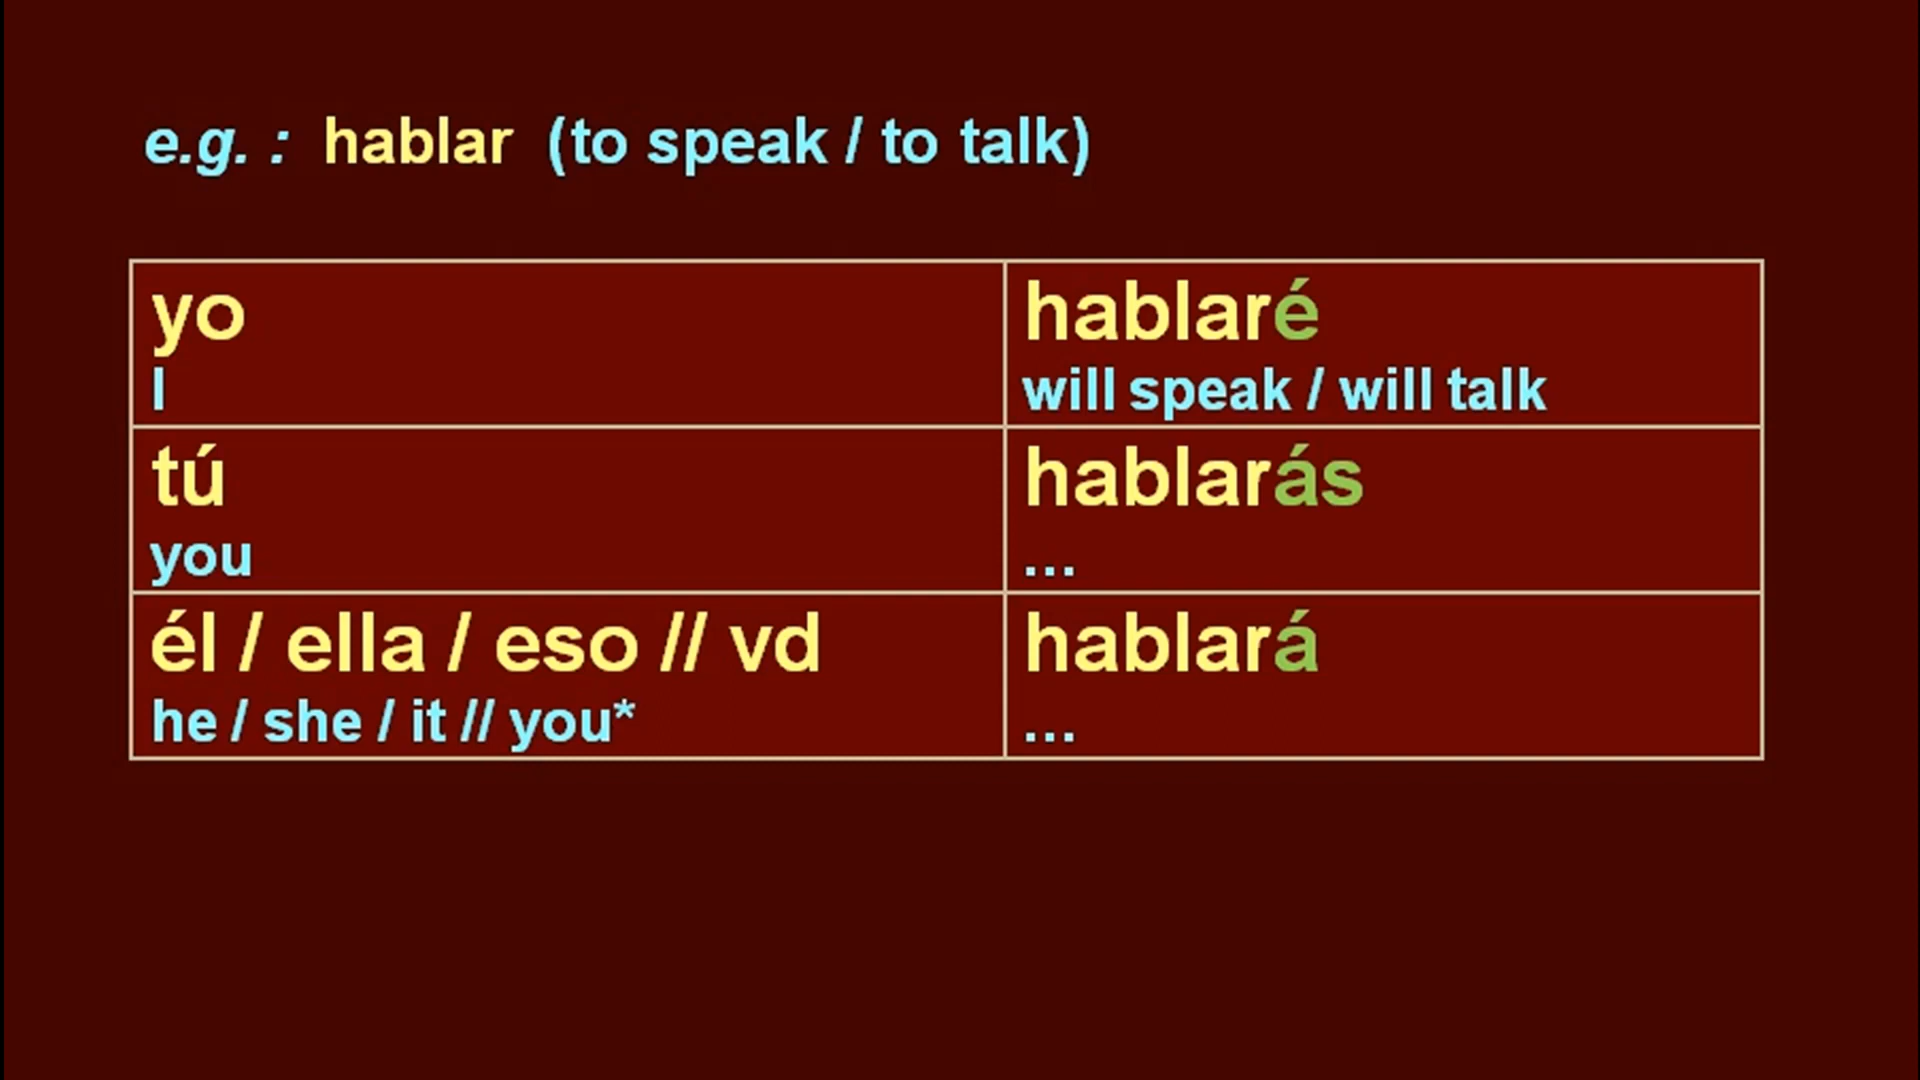 e.g. : hablar (to speak / to talk)
yo
I
hablaré
will speak / will talk
tú
you
hablarás
...
él / ella / eso // vd
he / she / it // you*
hablará
...